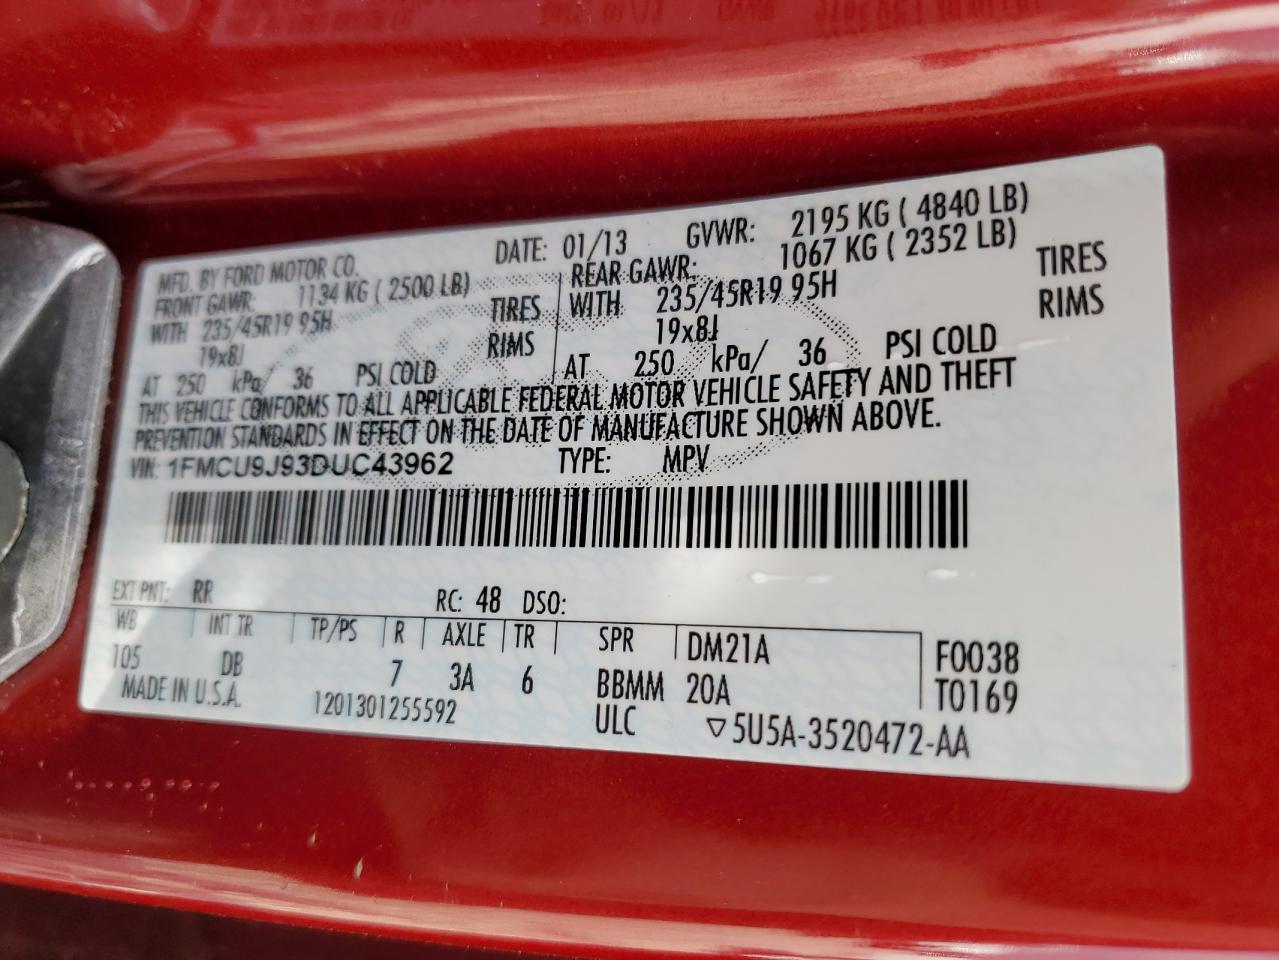 MFD. BY FORD MOTOR CO. DATE: 01/13 GVWR: 2195 KG ( 4840 LB)
FRONT GAWR: 1134 KG ( 2500 LB) REAR GAWR: 1067 KG ( 2352 LB)
WITH 235/45R19 95H TIRES WITH 235/45R19 95H TIRES
19x8J RIMS 19x8J RIMS
AT 250 kPa/ 36 PSI COLD AT 250 kPa/ 36 PSI COLD
THIS VEHICLE CONFORMS TO ALL APPLICABLE FEDERAL MOTOR VEHICLE SAFETY AND THEFT
PREVENTION STANDARDS IN EFFECT ON THE DATE OF MANUFACTURE SHOWN ABOVE.
VIN: 1FMCU9J93DUC43962 TYPE: MPV
EXT PNT: RR RC: 48 DSO:
WB INT TR TP/PS R AXLE TR SPR DM21A F0038
105 DB 7 3A 6 BBMM 20A T0169
MADE IN U.S.A. 1201301255592 ULC ▽5U5A-3520472-AA